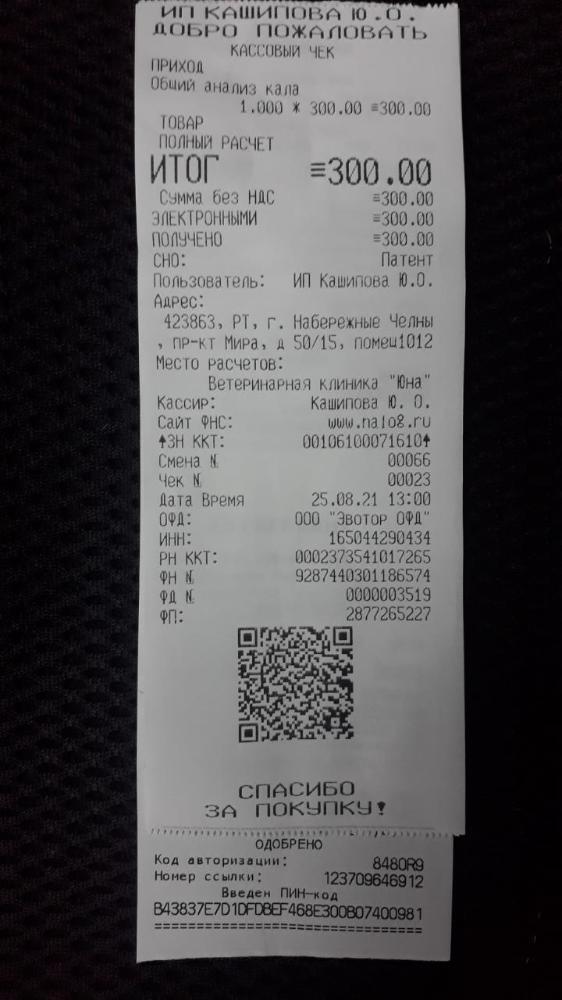 ИП КАШИПОВА Ю.О.
ДОБРО ПОЖАЛОВАТЬ
КАССОВЫЙ ЧЕК
ПРИХОД
Общий анализ кала
1.000 * 300.00 =300.00
ТОВАР
ПОЛНЫЙ РАСЧЕТ
ИТОГ =300.00
Сумма без НДС =300.00
ЭЛЕКТРОННЫМИ =300.00
ПОЛУЧЕНО =300.00
СНО: Патент
Пользователь: ИП Кашипова Ю.О.
Адрес:
423863, РТ, г. Набережные Челны
, пр-кт Мира, д 50/15, помещ1012
Место расчетов:
Ветеринарная клиника "Юна"
Кассир: Кашипова Ю. О.
Сайт ФНС: www.nalog.ru
↑ЗН ККТ: 00106100071610↑
Смена № 00066
Чек № 00023
Дата Время 25.08.21 13:00
ОФД: ООО "Эвотор ОФД"
ИНН: 165044290434
РН ККТ: 0002373541017265
ФН № 9287440301186574
ФД № 0000003519
ФП: 2877265227
СПАСИБО
ЗА ПОКУПКУ!
ОДОБРЕНО
Код авторизации: 8480R9
Номер ссылки: 123709646912
Введен ПИН-код
B43837E7D1DFDBEF468E300B07400981
================================